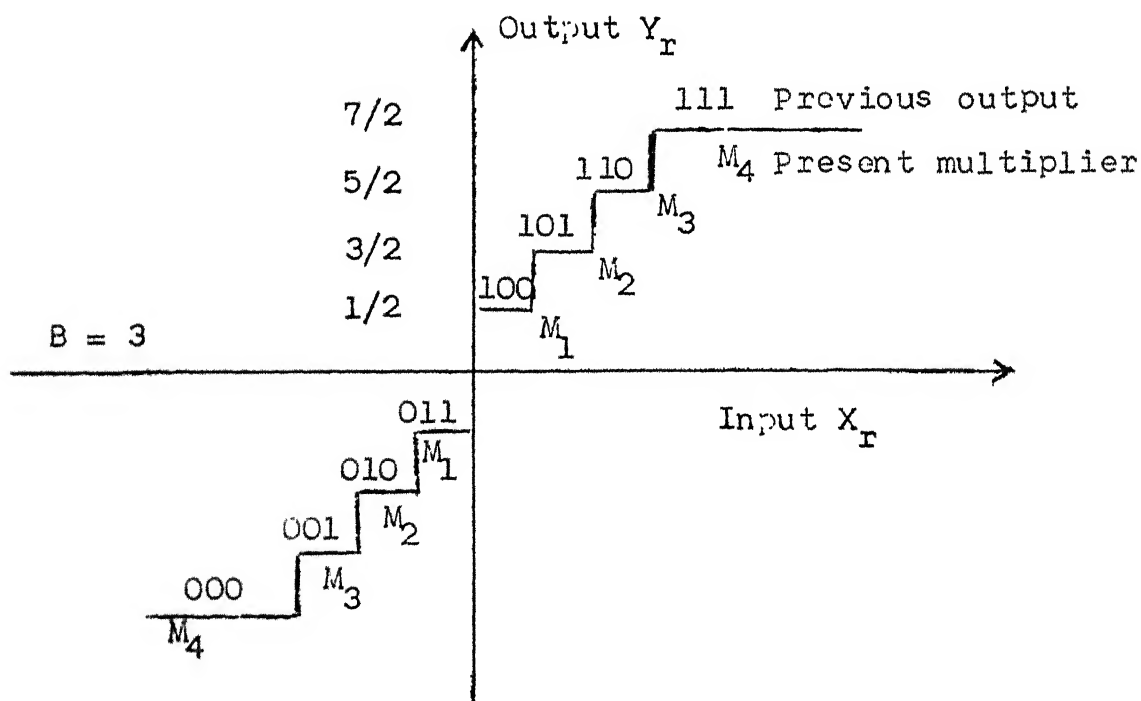 Output Y_r
7/2
111 Previous output
M_4 Present multiplier
5/2
110
M_3
3/2
101
M_2
1/2
100
M_1
B = 3
Input X_r
011
M_1
010
M_2
001
M_3
000
M_4